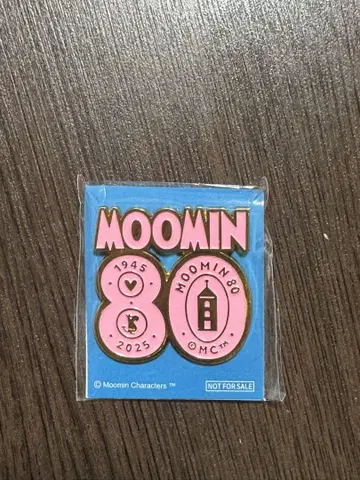 MOOMIN
1945
2025
MOOMIN 80
©MC™
80
© Moomin Characters ™
NOT FOR SALE